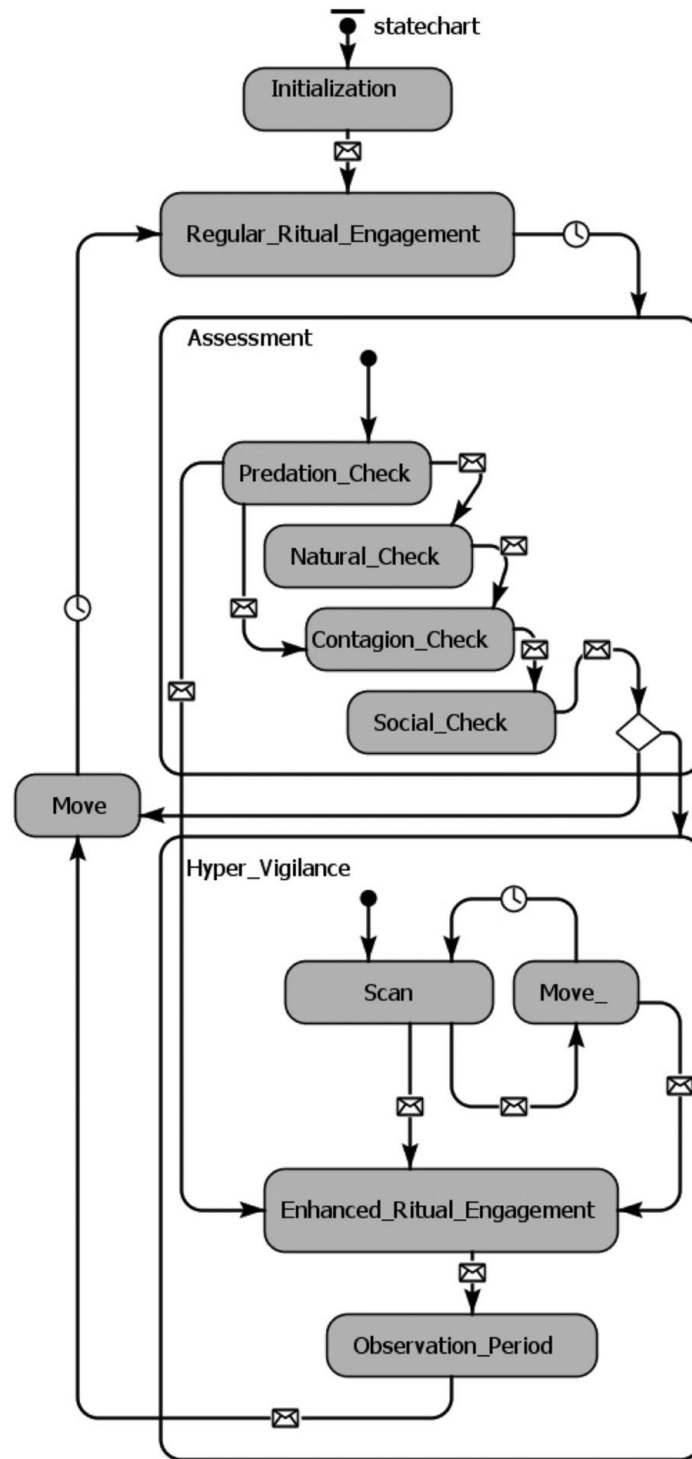 statechart
Initialization
Regular_Ritual_Engagement
Assessment
Predation_Check
Natural_Check
Contagion_Check
Social_Check
Move
Hyper_Vigilance
Scan
Move_
Enhanced_Ritual_Engagement
Observation_Period